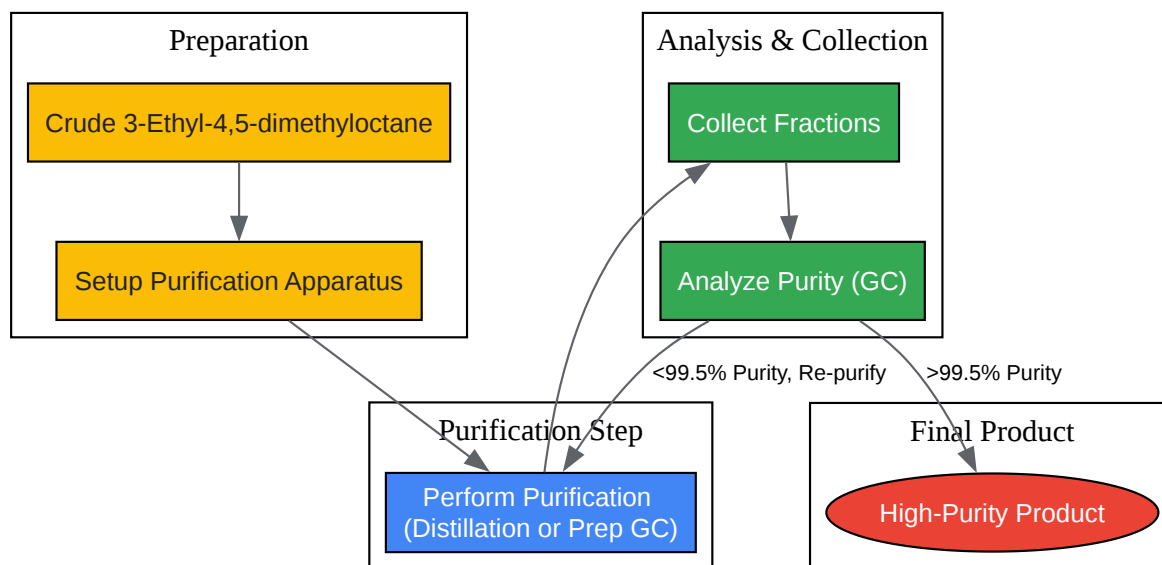 Preparation
Crude 3-Ethyl-4,5-dimethyloctane
Setup Purification Apparatus
Analysis & Collection
Collect Fractions
Analyze Purity (GC)
<99.5% Purity, Re-purify
>99.5% Purity
Purification Step
Perform Purification
(Distillation or Prep GC)
Final Product
High-Purity Product